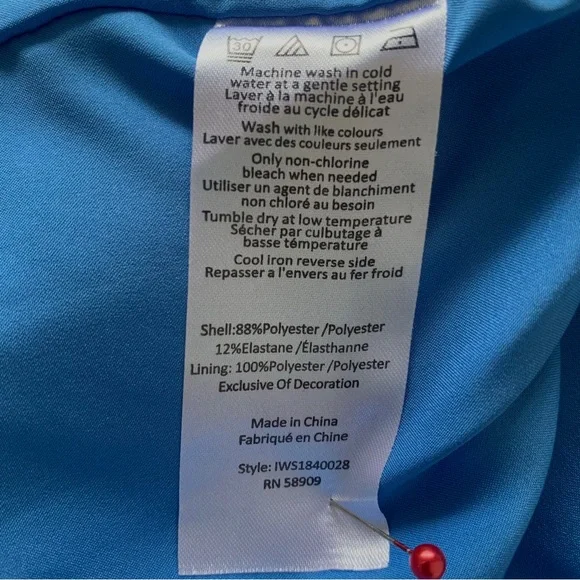 30
Machine wash in cold
water at a gentle setting
Laver à la machine à l'eau
froide au cycle délicat
Wash with like colours
Laver avec des couleurs seulement
Only non-chlorine
bleach when needed
Utiliser un agent de blanchiment
non chloré au besoin
Tumble dry at low temperature
Sécher par culbutage à
basse température
Cool iron reverse side
Repasser a l'envers au fer froid
Shell:88%Polyester /Polyester
12%Elastane /Élasthanne
Lining: 100%Polyester /Polyester
Exclusive Of Decoration
Made in China
Fabriqué en Chine
Style: IWS1840028
RN 58909